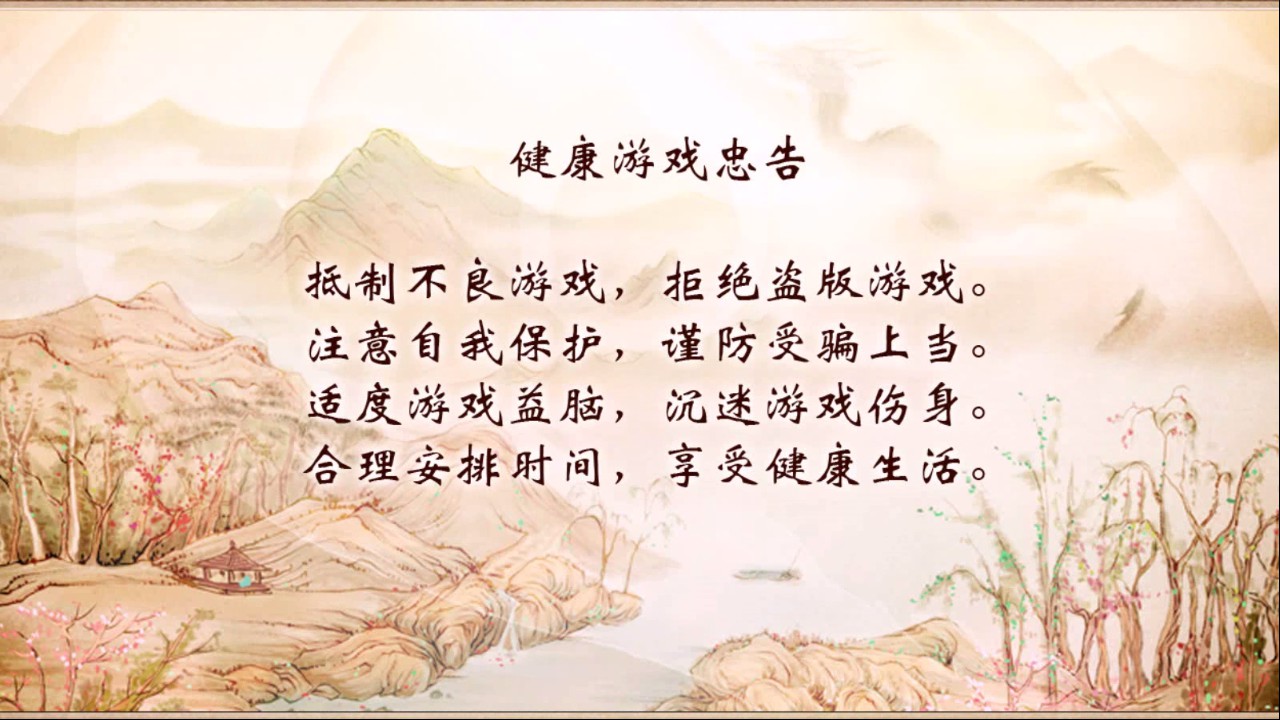 健康游戏忠告
抵制不良游戏，拒绝盗版游戏。
注意自我保护，谨防受骗上当。
适度游戏益脑，沉迷游戏伤身。
合理安排时间，享受健康生活。